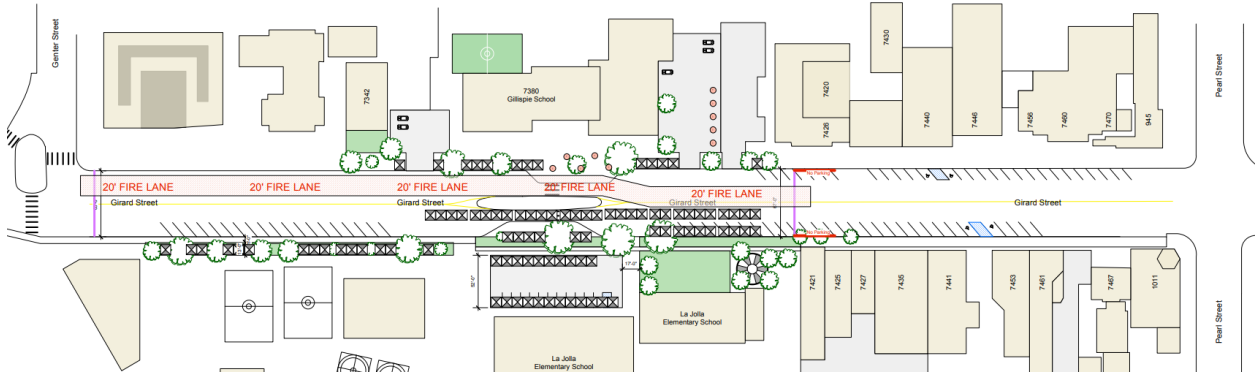 Genter Street
7342
7380
Gillispie School
7420
7426
7430
7440
7446
7456
7460
7470
945
Pearl Street
20' FIRE LANE
20' FIRE LANE
20' FIRE LANE
20' FIRE LANE
20' FIRE LANE
No Parking
Girard Street
Girard Street
Girard Street
Girard Street
No Parking
17'-0"
La Jolla
Elementary School
La Jolla
Elementary School
7421
7425
7427
7435
7441
7453
7461
7467
1011
Pearl Street